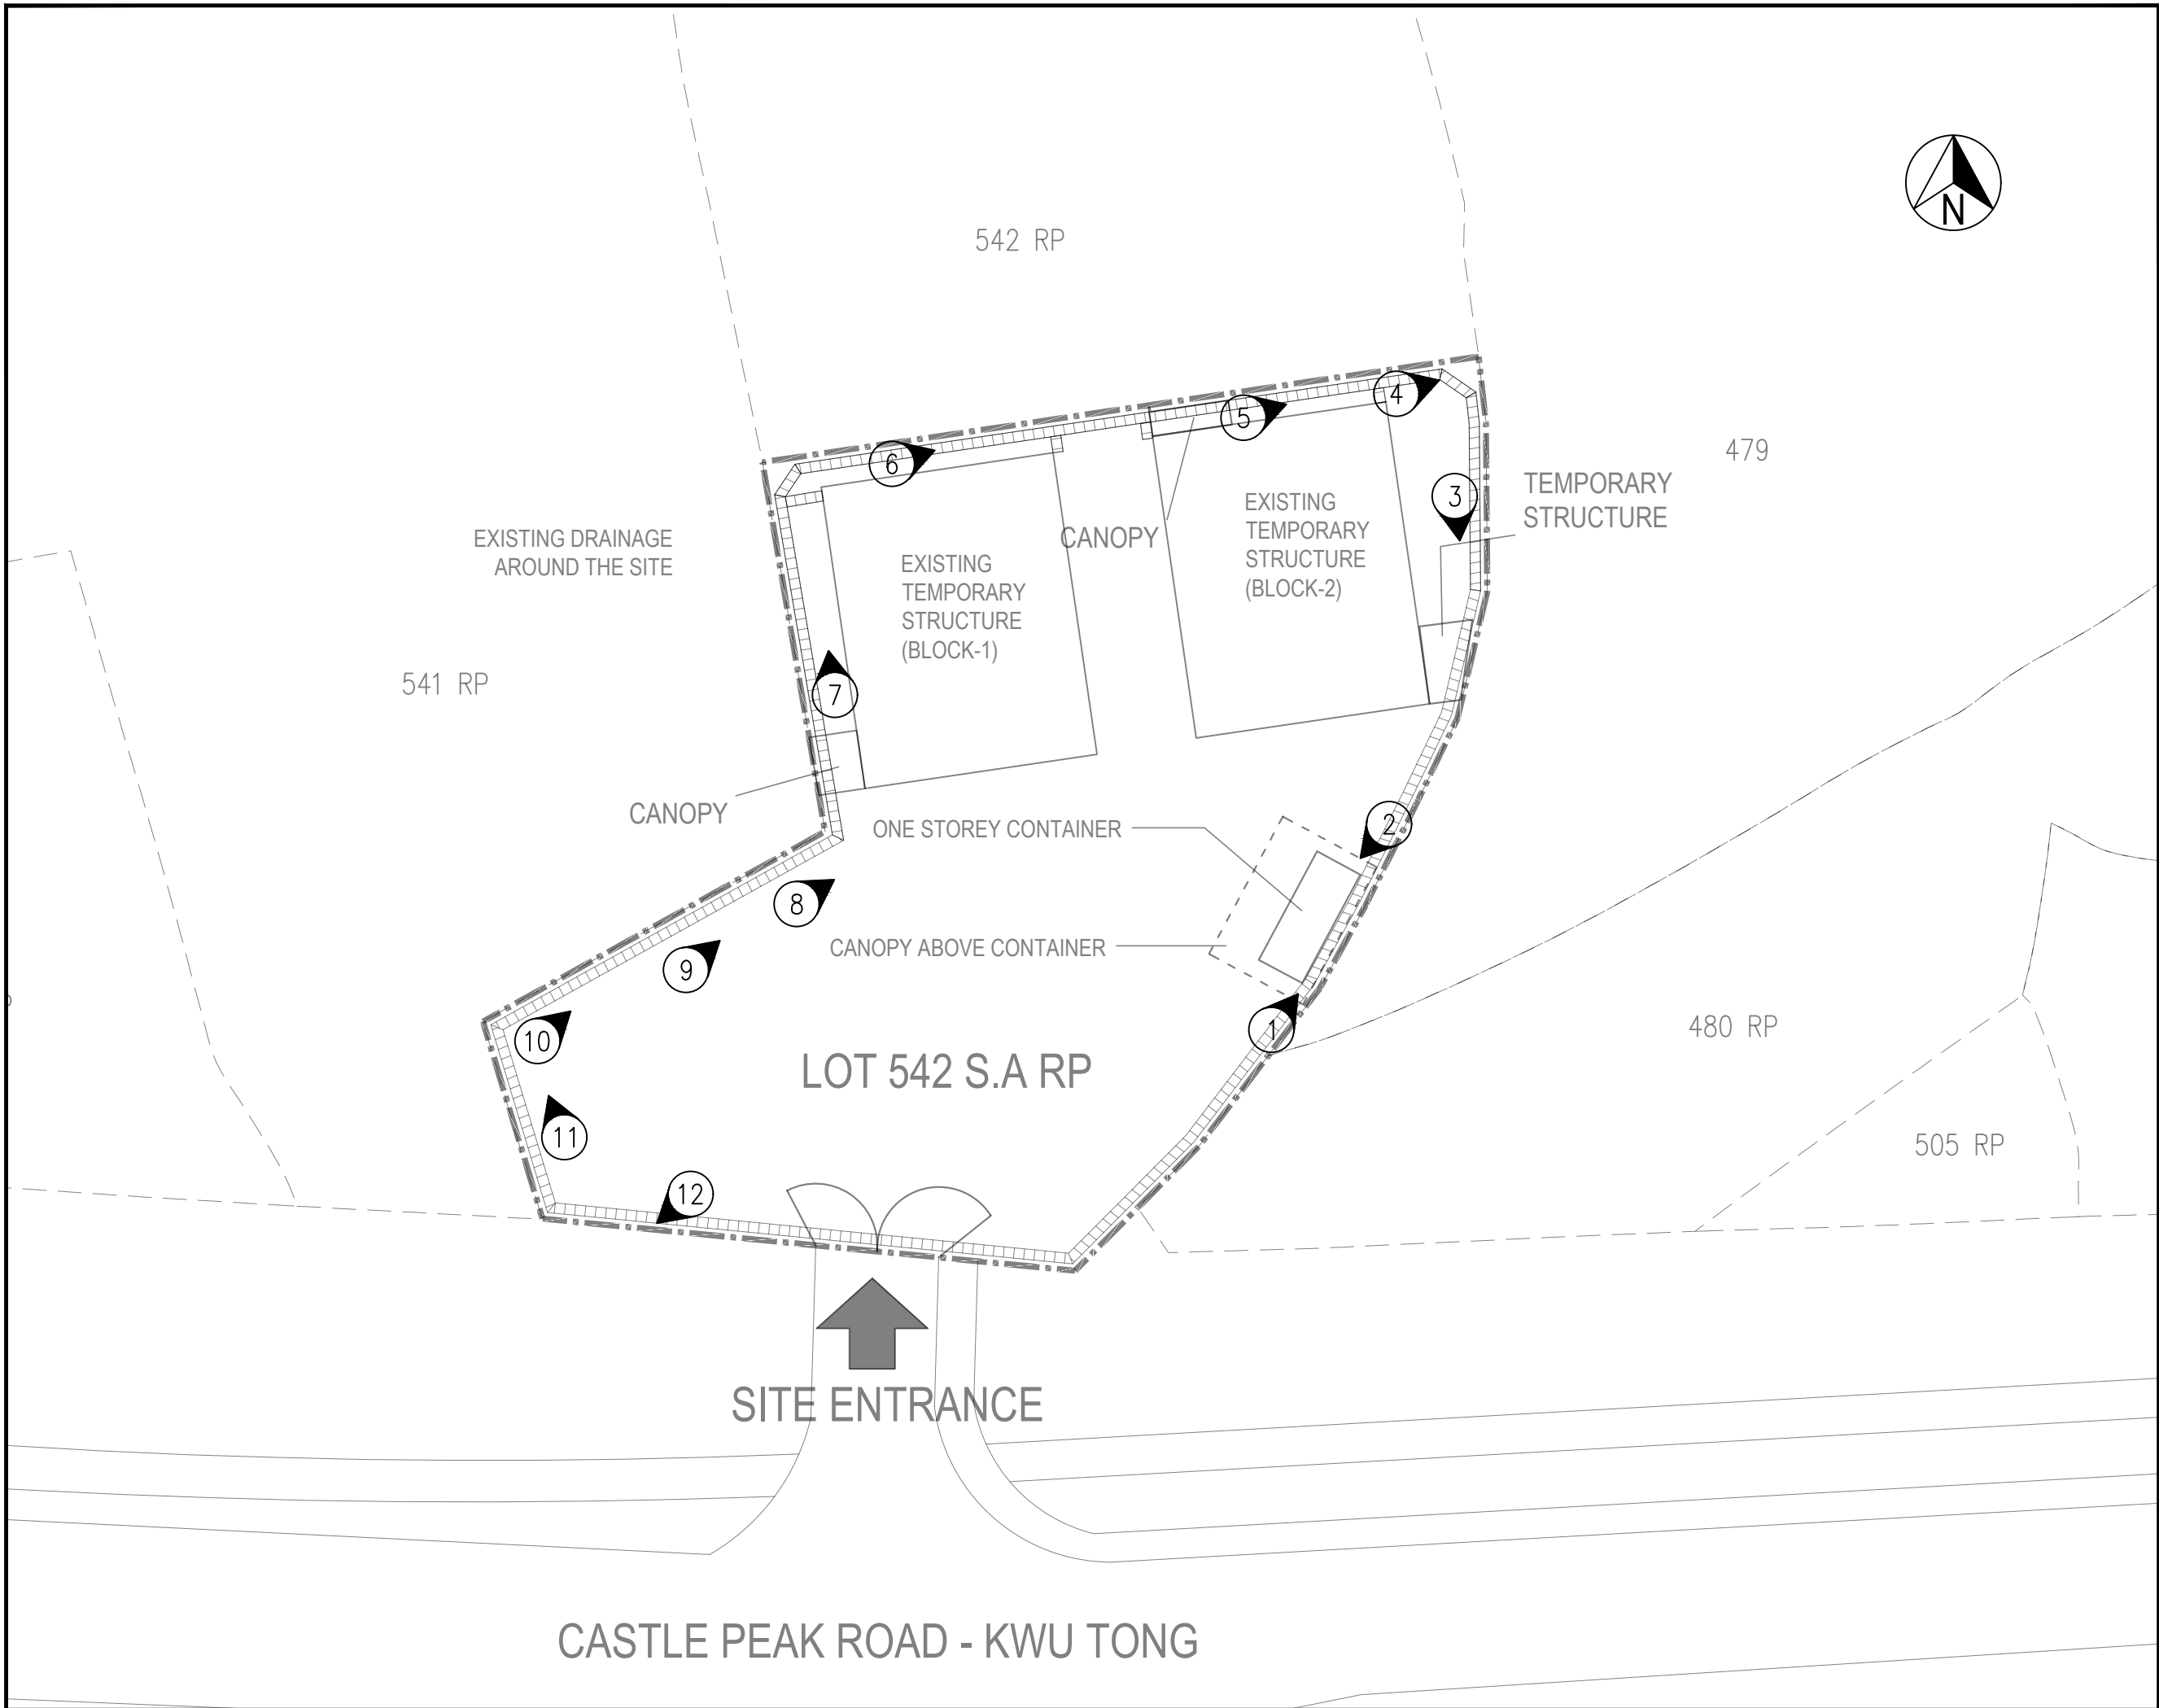 542 RP
N
4
5
479
6
3
TEMPORARY
STRUCTURE
EXISTING
TEMPORARY
STRUCTURE
(BLOCK-2)
CANOPY
EXISTING DRAINAGE
AROUND THE SITE
EXISTING
TEMPORARY
STRUCTURE
(BLOCK-1)
541 RP
7
CANOPY
ONE STOREY CONTAINER
2
8
CANOPY ABOVE CONTAINER
9
1
480 RP
10
LOT 542 S.A RP
11
505 RP
12
SITE ENTRANCE
CASTLE PEAK ROAD - KWU TONG